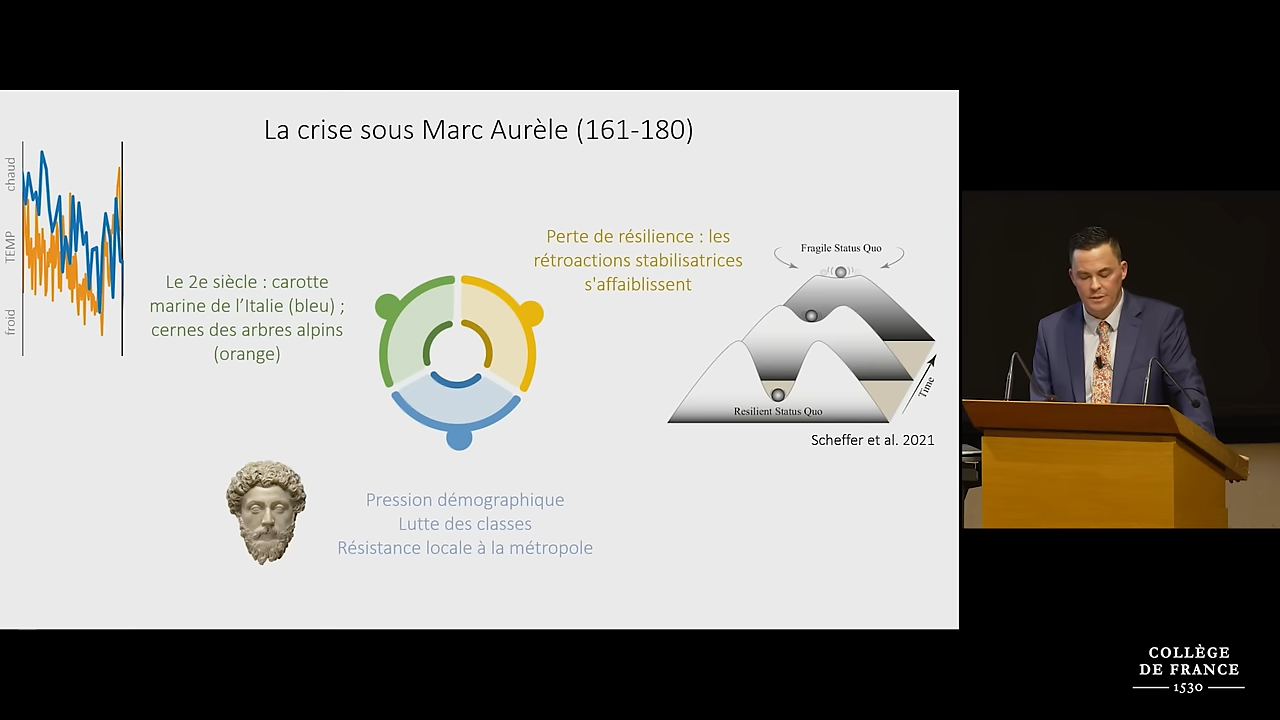 La crise sous Marc Aurèle (161-180)
chaud
TEMP
froid
Le 2e siècle : carotte
marine de l'Italie (bleu) ;
cernes des arbres alpins
(orange)
Perte de résilience : les
rétroactions stabilisatrices
s'affaiblissent
Fragile Status Quo
Resilient Status Quo
Time
Scheffer et al. 2021
Pression démographique
Lutte des classes
Résistance locale à la métropole
COLLÈGE
DE FRANCE
1530